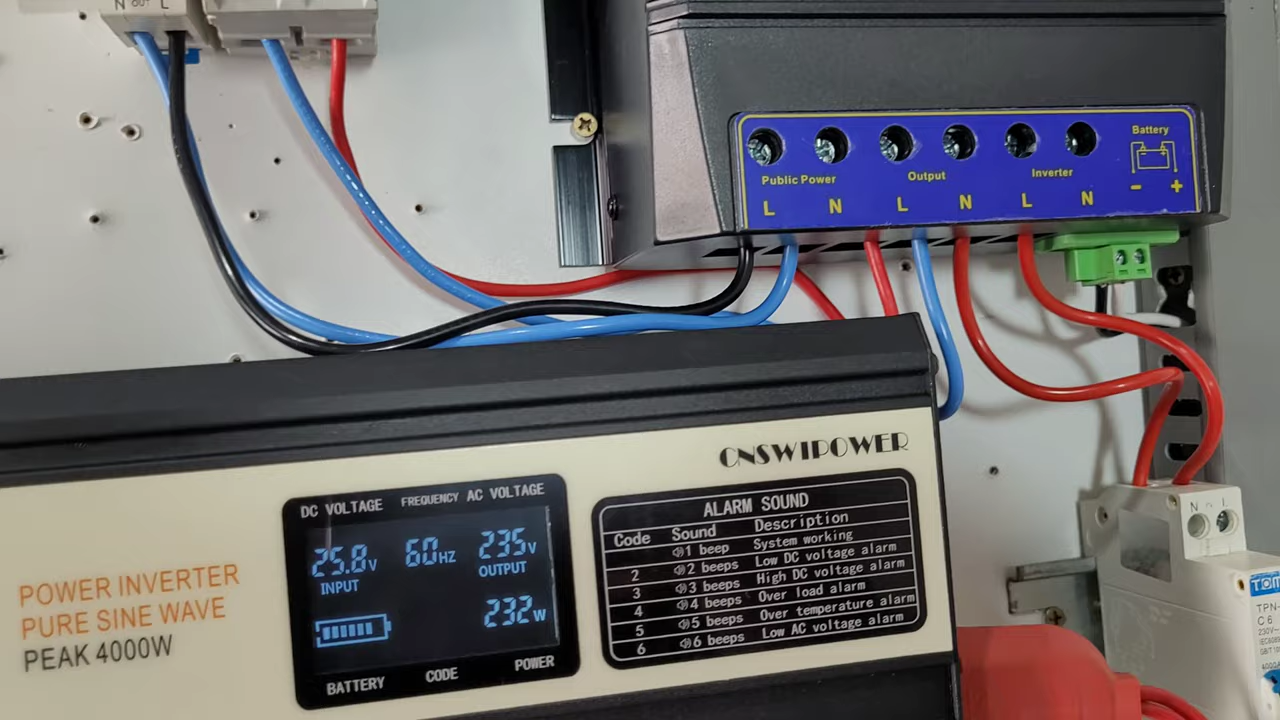 N OUT L
Battery
Public Power
Output
Inverter
- +
L N L N L N
CNSWIPOWER
DC VOLTAGE FREQUENCY AC VOLTAGE
25.8V 60HZ 235V
INPUT OUTPUT
232W
BATTERY CODE POWER
POWER INVERTER
PURE SINE WAVE
PEAK 4000W
ALARM SOUND
Code Sound Description
1 beep System working
2 2 beeps Low DC voltage alarm
3 3 beeps High DC voltage alarm
4 4 beeps Over load alarm
5 5 beeps Over temperature alarm
6 6 beeps Low AC voltage alarm
N
TPN-
C 6
230V~